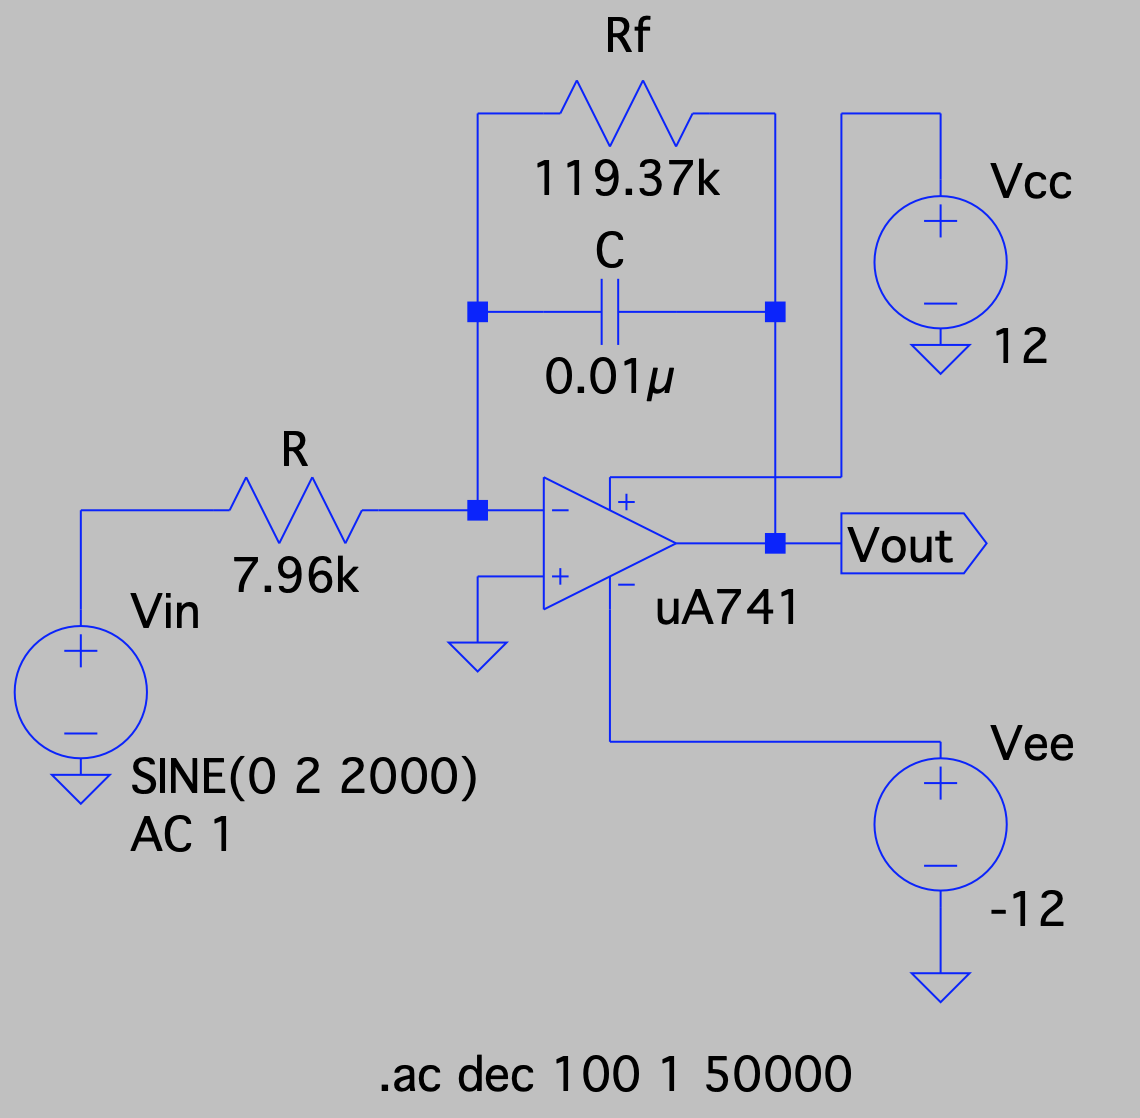 Rf
119.37k
Vcc
C
12
0.01µ
R
7.96k
Vout
Vin
uA741
SINE(0 2 2000)
AC 1
Vee
-12
.ac dec 100 1 50000